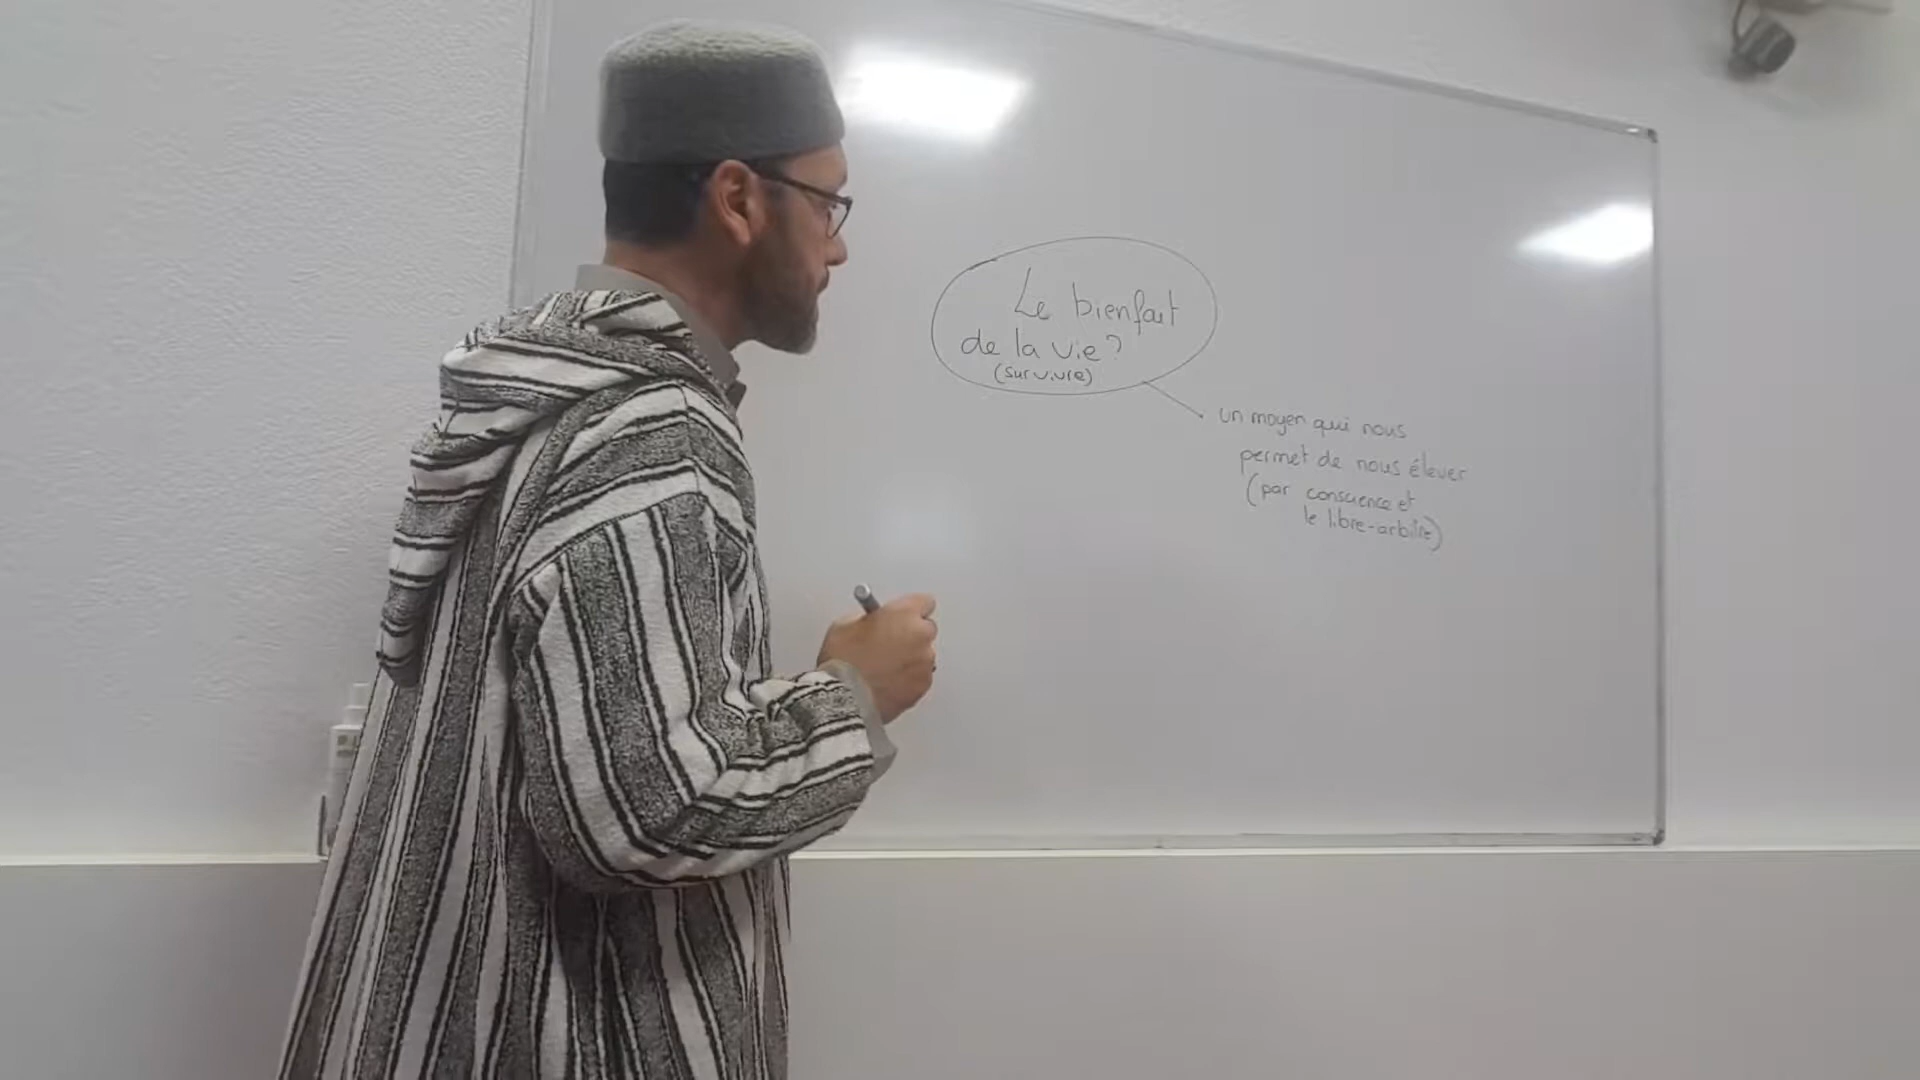 Le bienfait
de la vie?
(survivre)
un moyen qui nous
permet de nous élever
(par conscience et
le libre-arbitre)